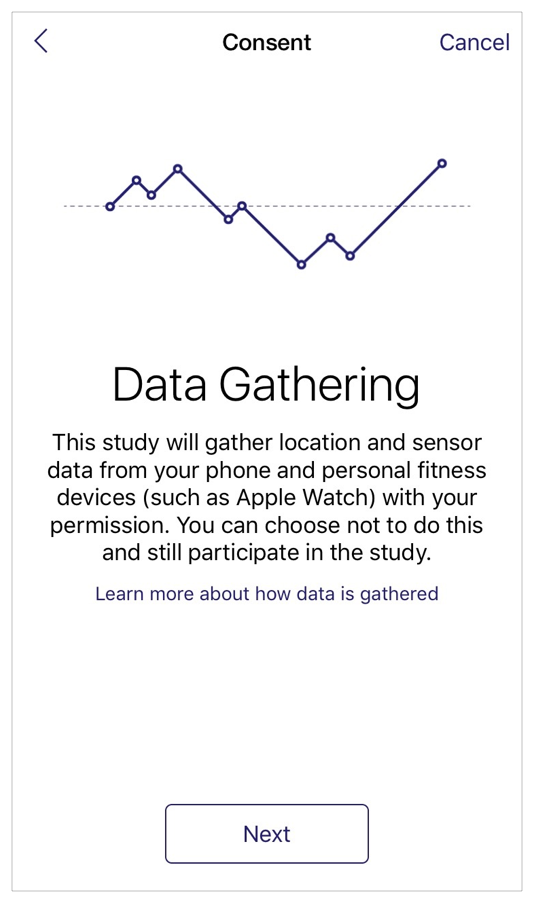 Consent
Cancel
Data Gathering
This study will gather location and sensor
data from your phone and personal fitness
devices (such as Apple Watch) with your
permission. You can choose not to do this
and still participate in the study.
Learn more about how data is gathered
Next